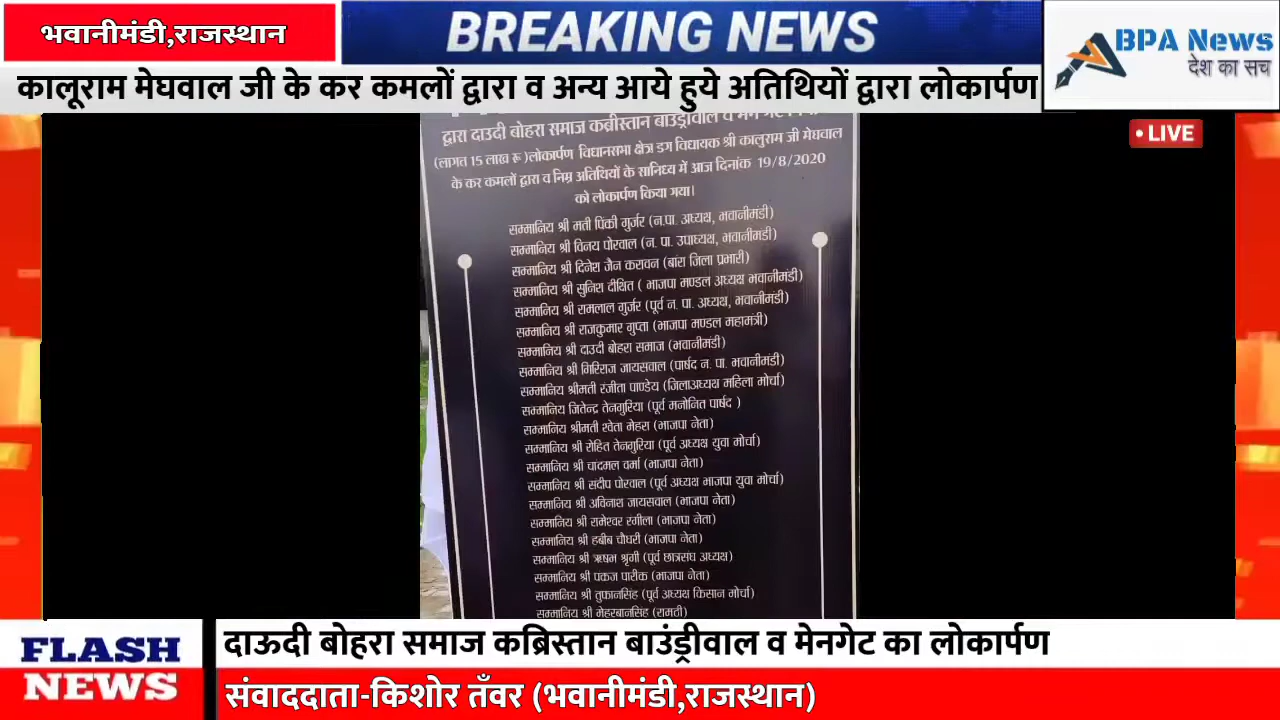 भवानीमंडी,राजस्थान
BREAKING NEWS
ABPA News
देश का सच
कालूराम मेघवाल जी के कर कमलों द्वारा व अन्य आये हुये अतिथियों द्वारा लोकार्पण
LIVE
द्वारा दाउदी बोहरा समाज कब्रीस्तान बाउंड्रीवाल व
(लागत 15 लाख रू )लोकार्पण विधानसभा क्षेत्र डग विधायक श्री कालुराम जी मेघवाल
के कर कमलों द्वारा व निम्न अतिथियों के सानिध्य में आज दिनांक 19/8/2020
को लोकार्पण किया गया।
सम्मानिय श्री मती पिंकी गुर्जर (न.पा. अध्यक्ष, भवानीमंडी)
सम्मानिय श्री विनय पोरवाल (न. पा. उपाध्यक्ष, भवानीमंडी)
सम्मानिय श्री दिनेश जैन करावन (बांरा जिला प्रभारी)
सम्मानिय श्री सुनिश दीक्षित ( भाजपा मण्डल अध्यक्ष भवानीमंडी)
सम्मानिय श्री रामलाल गुर्जर (पूर्व न. पा. अध्यक्ष, भवानीमंडी)
सम्मानिय श्री राजकुमार गुप्ता (भाजपा मण्डल महामंत्री)
सम्मानिय श्री दाउदी बोहरा समाज (भवानीमंडी)
सम्मानिय श्री गिरिराज जायसवाल (पार्षद न. पा. भवानीमंडी)
सम्मानिय श्रीमती रजीता पाण्डेय (जिलाअध्यक्ष महिला मोर्चा)
सम्मानिय जितेन्द्र तेनगुरिया (पूर्व मनोनित पार्षद )
सम्मानिय श्रीमती श्वेता मेहरा (भाजपा नेता)
सम्मानिय श्री रोहित तेनगुरिया (पूर्व अध्यक्ष युवा मोर्चा)
सम्मानिय श्री चादमल वर्मा (भाजपा नेता)
सम्मानिय श्री संदीप पोरवाल (पूर्व अध्यक्ष भाजपा युवा मोर्चा)
सम्मानिय श्री अविनाश जायसवाल (भाजपा नेता)
सम्मानिय श्री रामेश्वर रंगीला (भाजपा नेता)
सम्मानिय श्री हबीब चौधरी (भाजपा नेता)
सम्मानिय श्री ऋषभ श्रृंगी (पूर्व छात्रसंघ अध्यक्ष)
सम्मानिय श्री पंकज पारीक (भाजपा नेता)
सम्मानिय श्री तुफानसिंह (पूर्व अध्यक्ष किसान मोर्चा)
सम्मानिय श्री मेहरबानसिंह (रामठी)
FLASH NEWS
दाऊदी बोहरा समाज कब्रिस्तान बाउंड्रीवाल व मेनगेट का लोकार्पण
संवाददाता-किशोर तँवर (भवानीमंडी,राजस्थान)